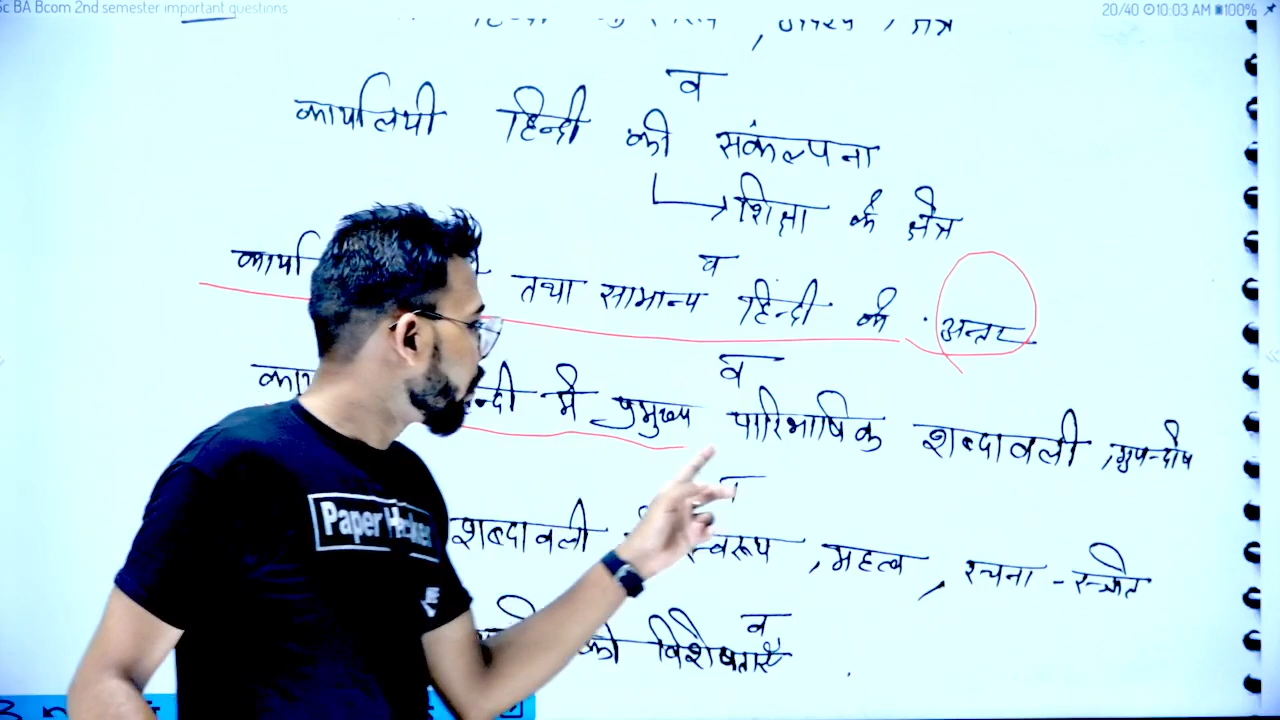 Sc BA Bcom 2nd semester important questions
20/40 10:03 AM 100%
व
कार्यालियी हिन्दी की संकल्पना
शिक्षा के क्षेत्र
व
तथा सामान्य हिन्दी के अन्तर
व
में प्रमुख्य पारिभाषिक शब्दावली , गुण-दोष
शब्दावली स्वरूप , महत्व , रचना - स्त्रोत
व
की विशेषताएँ
Paper Hacker